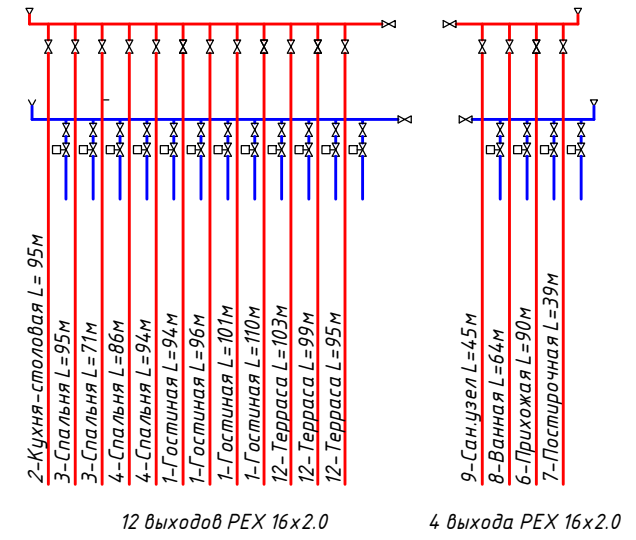 2-Кухня-столовая L= 95м
3-Спальня L=95м
3-Спальня L=71м
4-Спальня L=86м
4-Спальня L=94м
1-Гостиная L=94м
1-Гостиная L=96м
1-Гостиная L=101м
1-Гостиная L=110м
12-Терраса L=103м
12-Терраса L=99м
12-Терраса L=95м
9-Сан.узел L=45м
8-Ванная L=64м
6-Прихожая L=90м
7-Постирочная L=39м
12 выходов PEX 16x2.0
4 выхода PEX 16x2.0